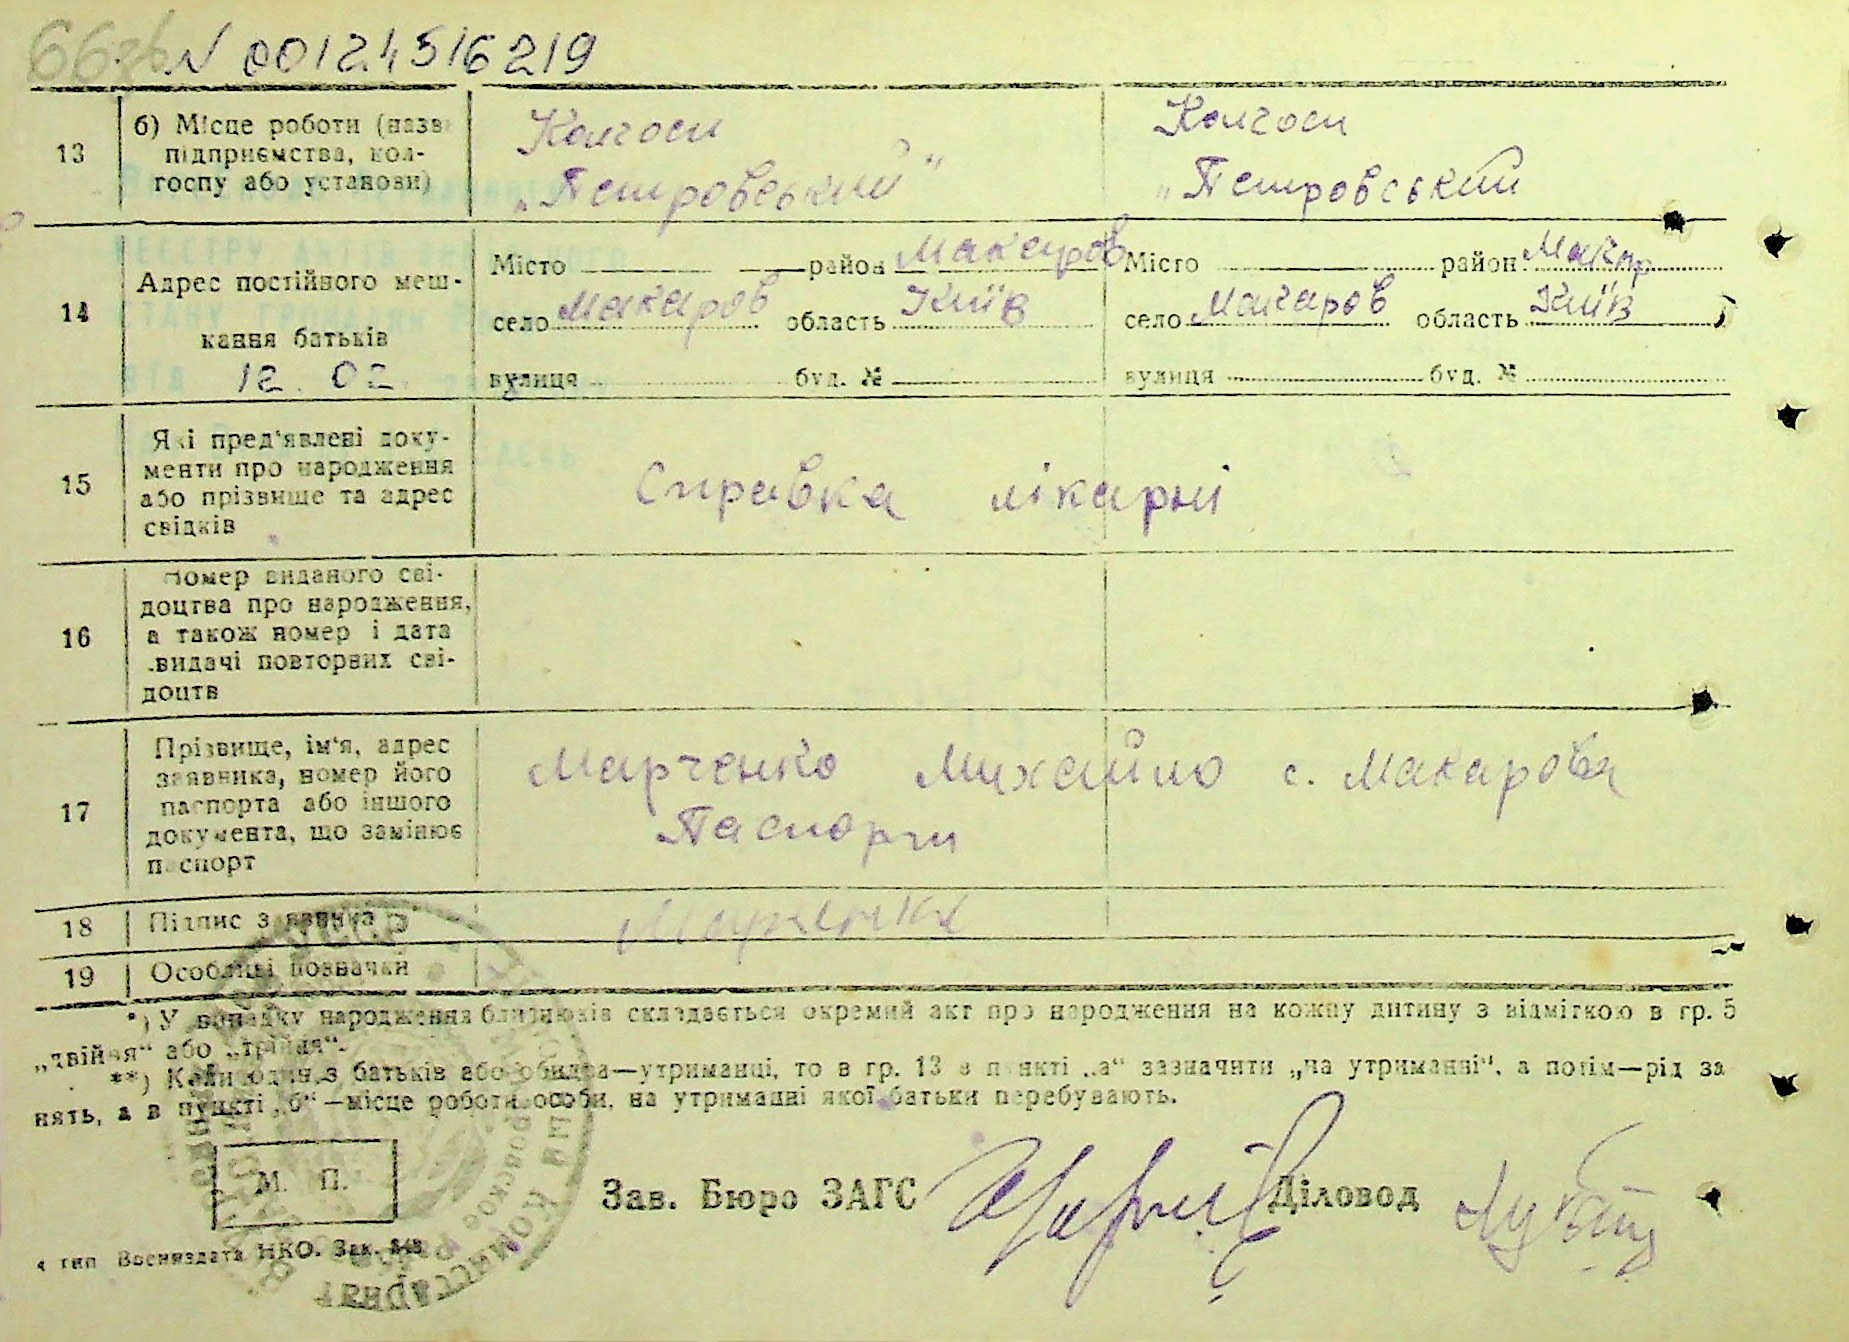 N 00124516219
13
б) Місце роботи (назва
підприємства, кол-
госпу або установи)
Колгосп
„Петровський“
Колгосп
„Петровський
14
Адрес постійного меш-
кання батьків
12. 02.
Місто район Макаров
село Макаров область Київ
вулиця буд. №
Місто район Макар
село Макаров область Київ
вулиця буд. №
15
Які пред'явлені доку-
менти про народження
або прізвище та адрес
свідків
Справка лікарні
16
Номер виданого сві-
доцтва про народження,
а також номер і дата
видачі повторних сві-
доцтв
17
Прізвище, ім'я, адрес
заявника, номер його
паспорта або іншого
документа, що замінює
паспорт
Марченко Михайло с. Макарова
Паспорт
18
Підпис заявника
Марченко
19
Особливі позначки
*) У випадку народження близнюків складається окремий акт про народження на кожну дитину з відміткою в гр. 5
„двійня“ або „трійня“.
**) Коли один з батьків або обидва—утриманці, то в гр. 13 в пункті „а“ зазначити „на утриманні“, а потім—рід за
нять, а в пункті „б“—місце роботи особи, на утриманні якої батьки перебувають.
М. П.
Зав. Бюро ЗАГС
Діловод
тип Воениздата НКО. Зак. 848